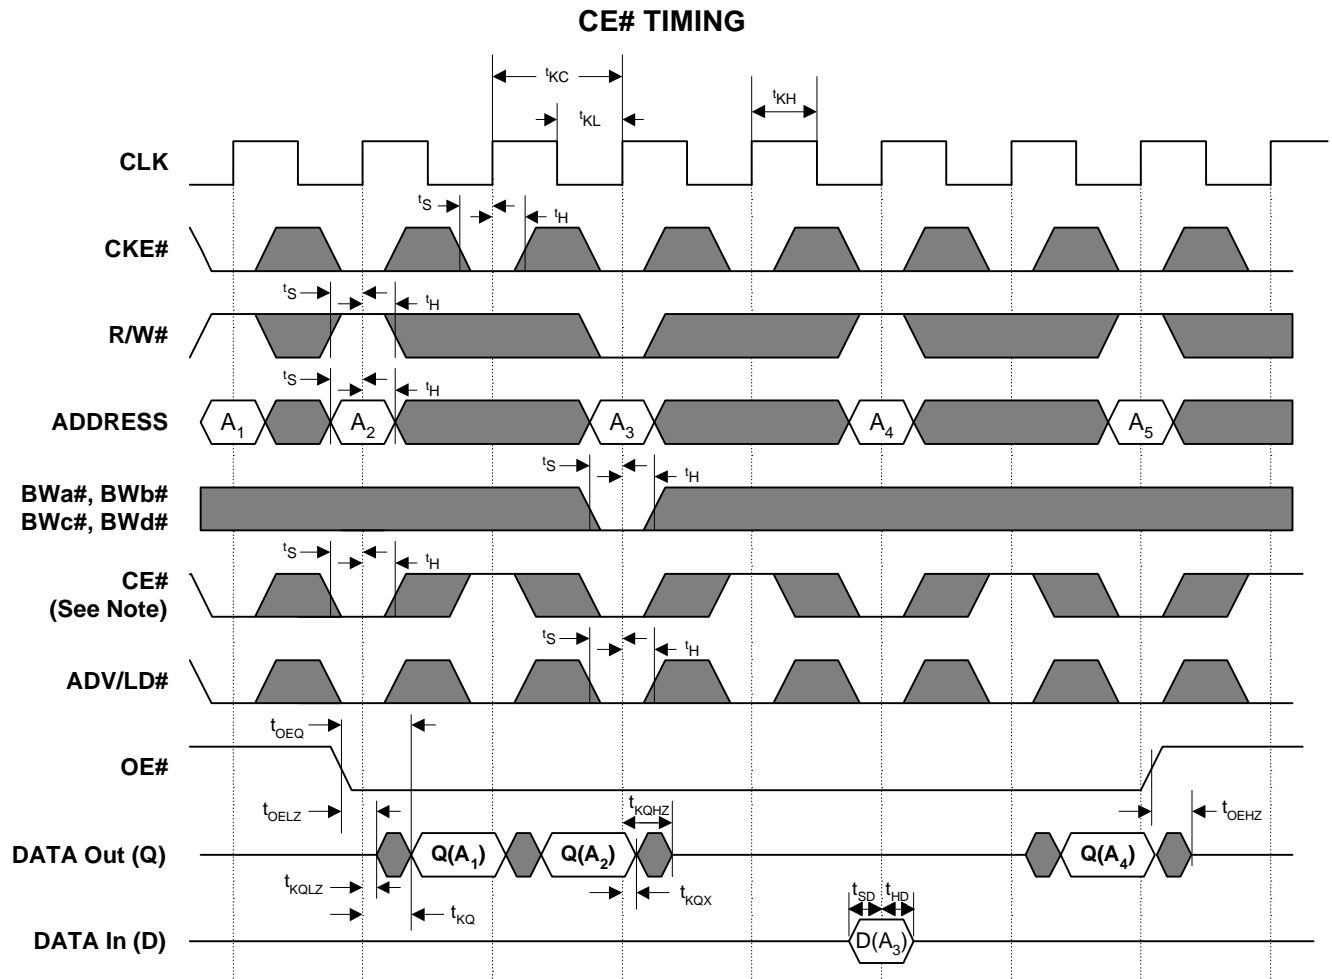 CE# TIMING
tKC
tKL
tKH
CLK
tS
tH
CKE#
tS
tH
R/W#
tS
tH
ADDRESS
A1
A2
A3
A4
A5
tS
tH
BWa#, BWb#
BWc#, BWd#
tS
tH
CE#
(See Note)
tS
tH
ADV/LD#
tOEQ
OE#
tOELZ
tKQHZ
tOEHZ
DATA Out (Q)
Q(A1)
Q(A2)
Q(A4)
tKQLZ
tKQX
tKQ
tSD
tHD
DATA In (D)
D(A3)